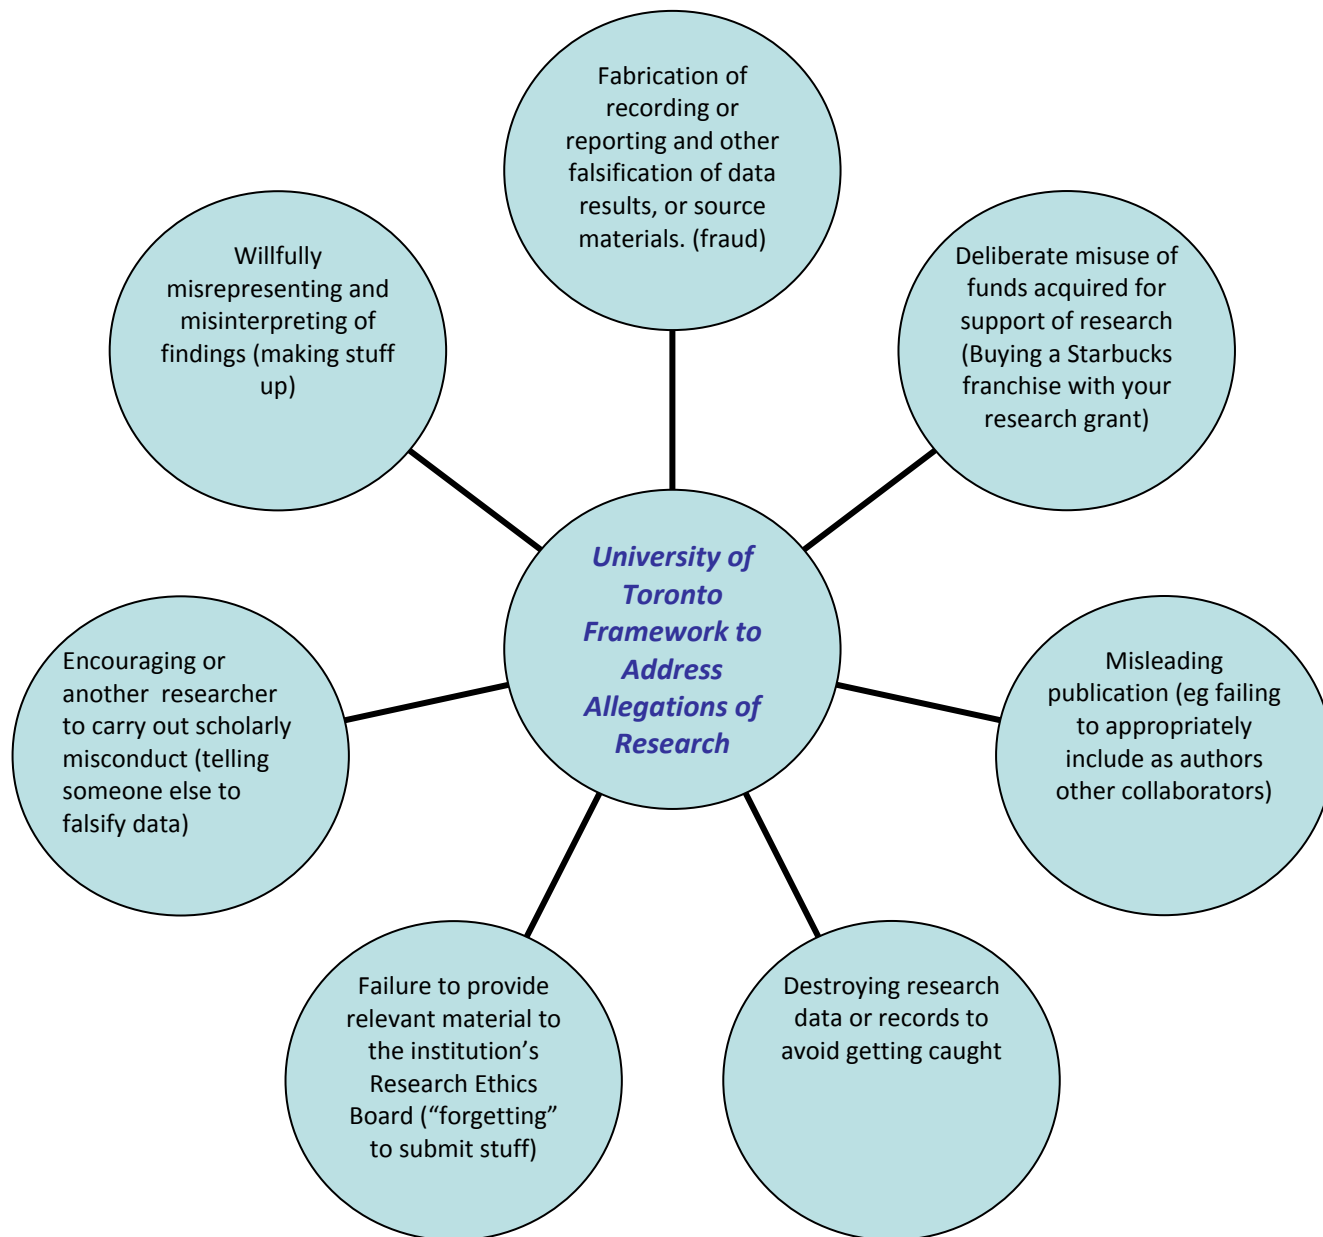 Fabrication of
recording or
reporting and other
falsification of data
results, or source
materials. (fraud)
Deliberate misuse of
funds acquired for
support of research
(Buying a Starbucks
franchise with your
research grant)
Misleading
publication (eg failing
to appropriately
include as authors
other collaborators)
Destroying research
data or records to
avoid getting caught
Failure to provide
relevant material to
the institution’s
Research Ethics
Board (“forgetting”
to submit stuff)
Encouraging or
another  researcher
to carry out scholarly
misconduct (telling
someone else to
falsify data)
Willfully
misrepresenting and
misinterpreting of
findings (making stuff
up)
University of
Toronto
Framework to
Address
Allegations of
Research